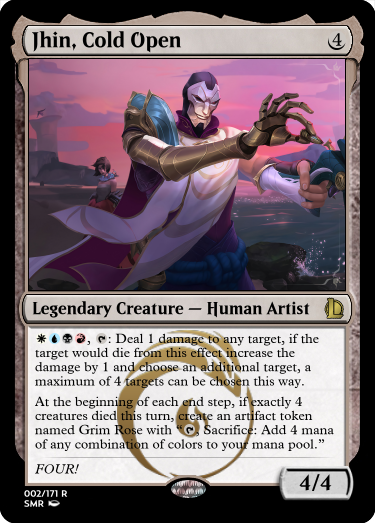 Jhin, Cold Open 4
Legendary Creature — Human Artist
: Deal 1 damage to any target, if the
target would die from this effect increase the
damage by 1 and choose an additional target, a
maximum of 4 targets can be chosen this way.
At the beginning of each end step, if exactly 4
creatures died this turn, create an artifact token
named Grim Rose with “ , Sacrifice: Add 4 mana
of any combination of colors to your mana pool.”
FOUR!
4/4
002/171 R
SMR